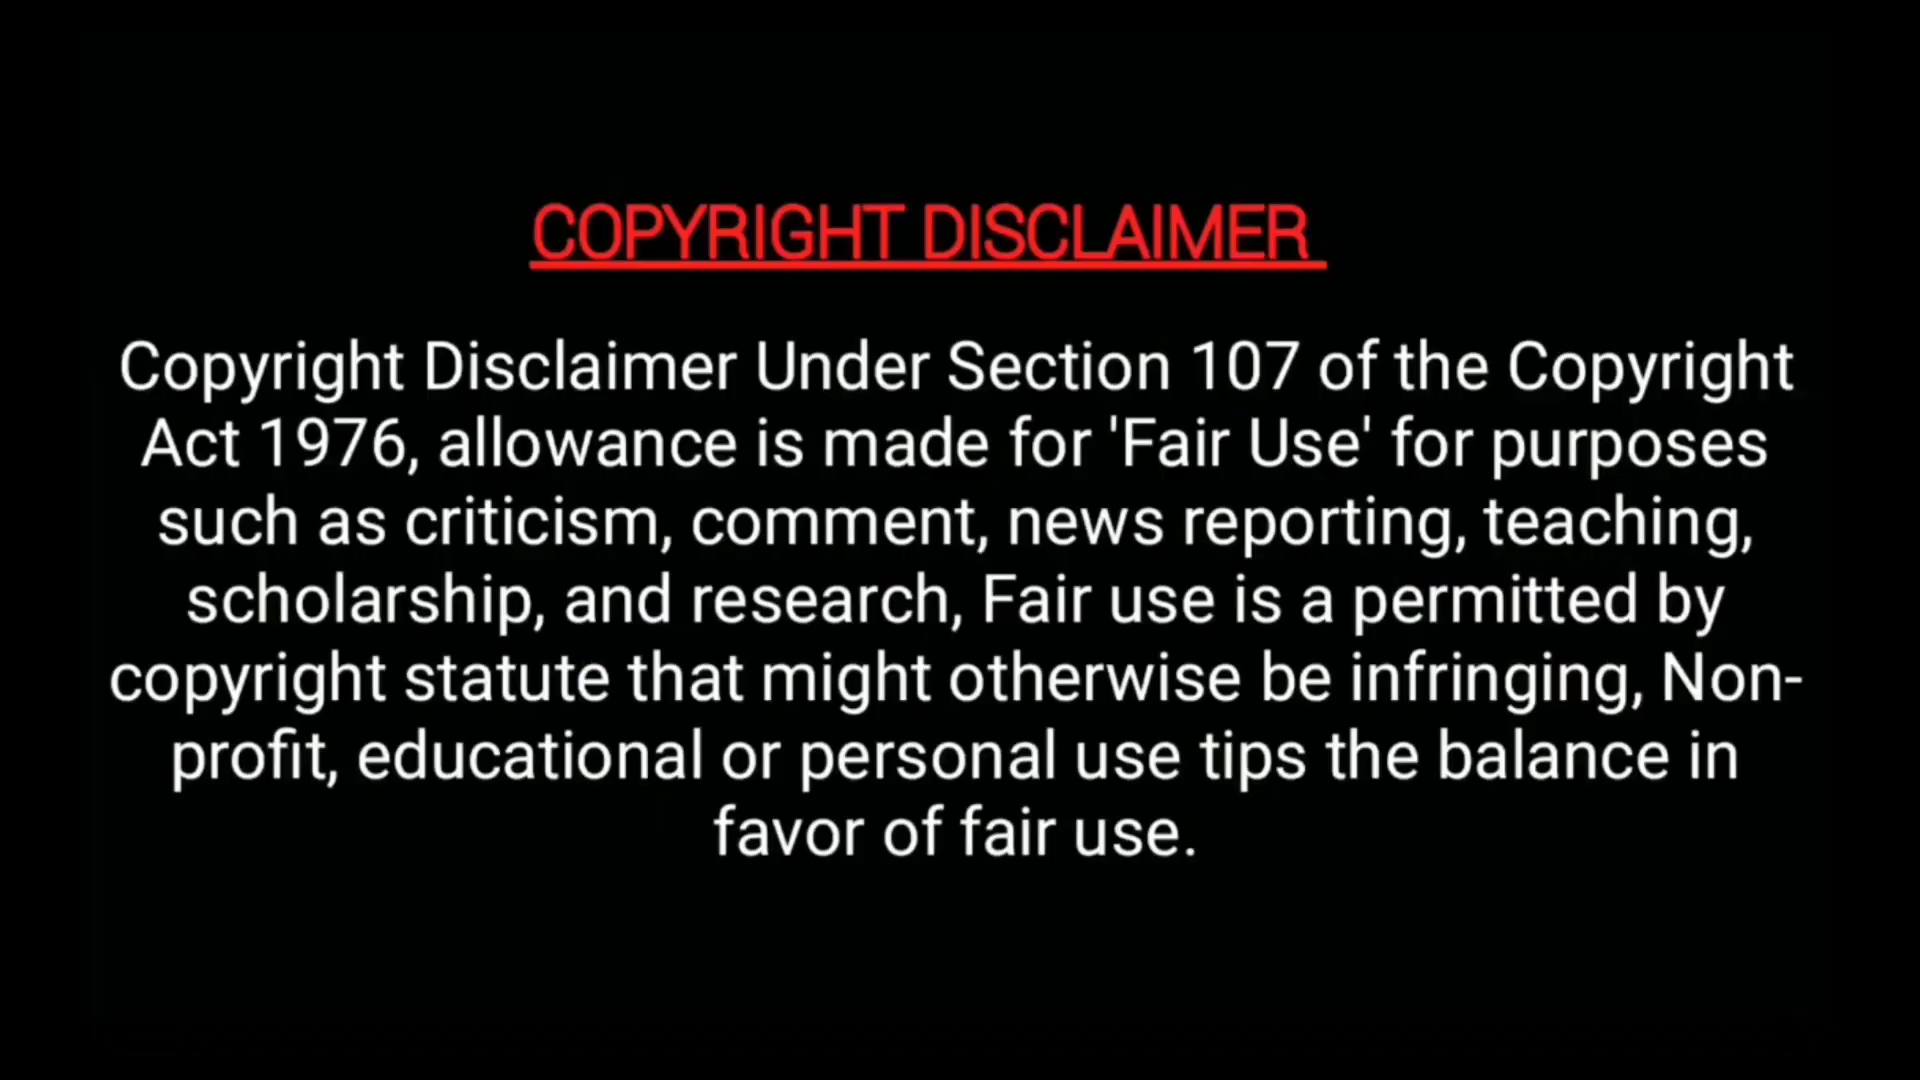 COPYRIGHT DISCLAIMER
Copyright Disclaimer Under Section 107 of the Copyright
Act 1976, allowance is made for 'Fair Use' for purposes
such as criticism, comment, news reporting, teaching,
scholarship, and research, Fair use is a permitted by
copyright statute that might otherwise be infringing, Non-
profit, educational or personal use tips the balance in
favor of fair use.